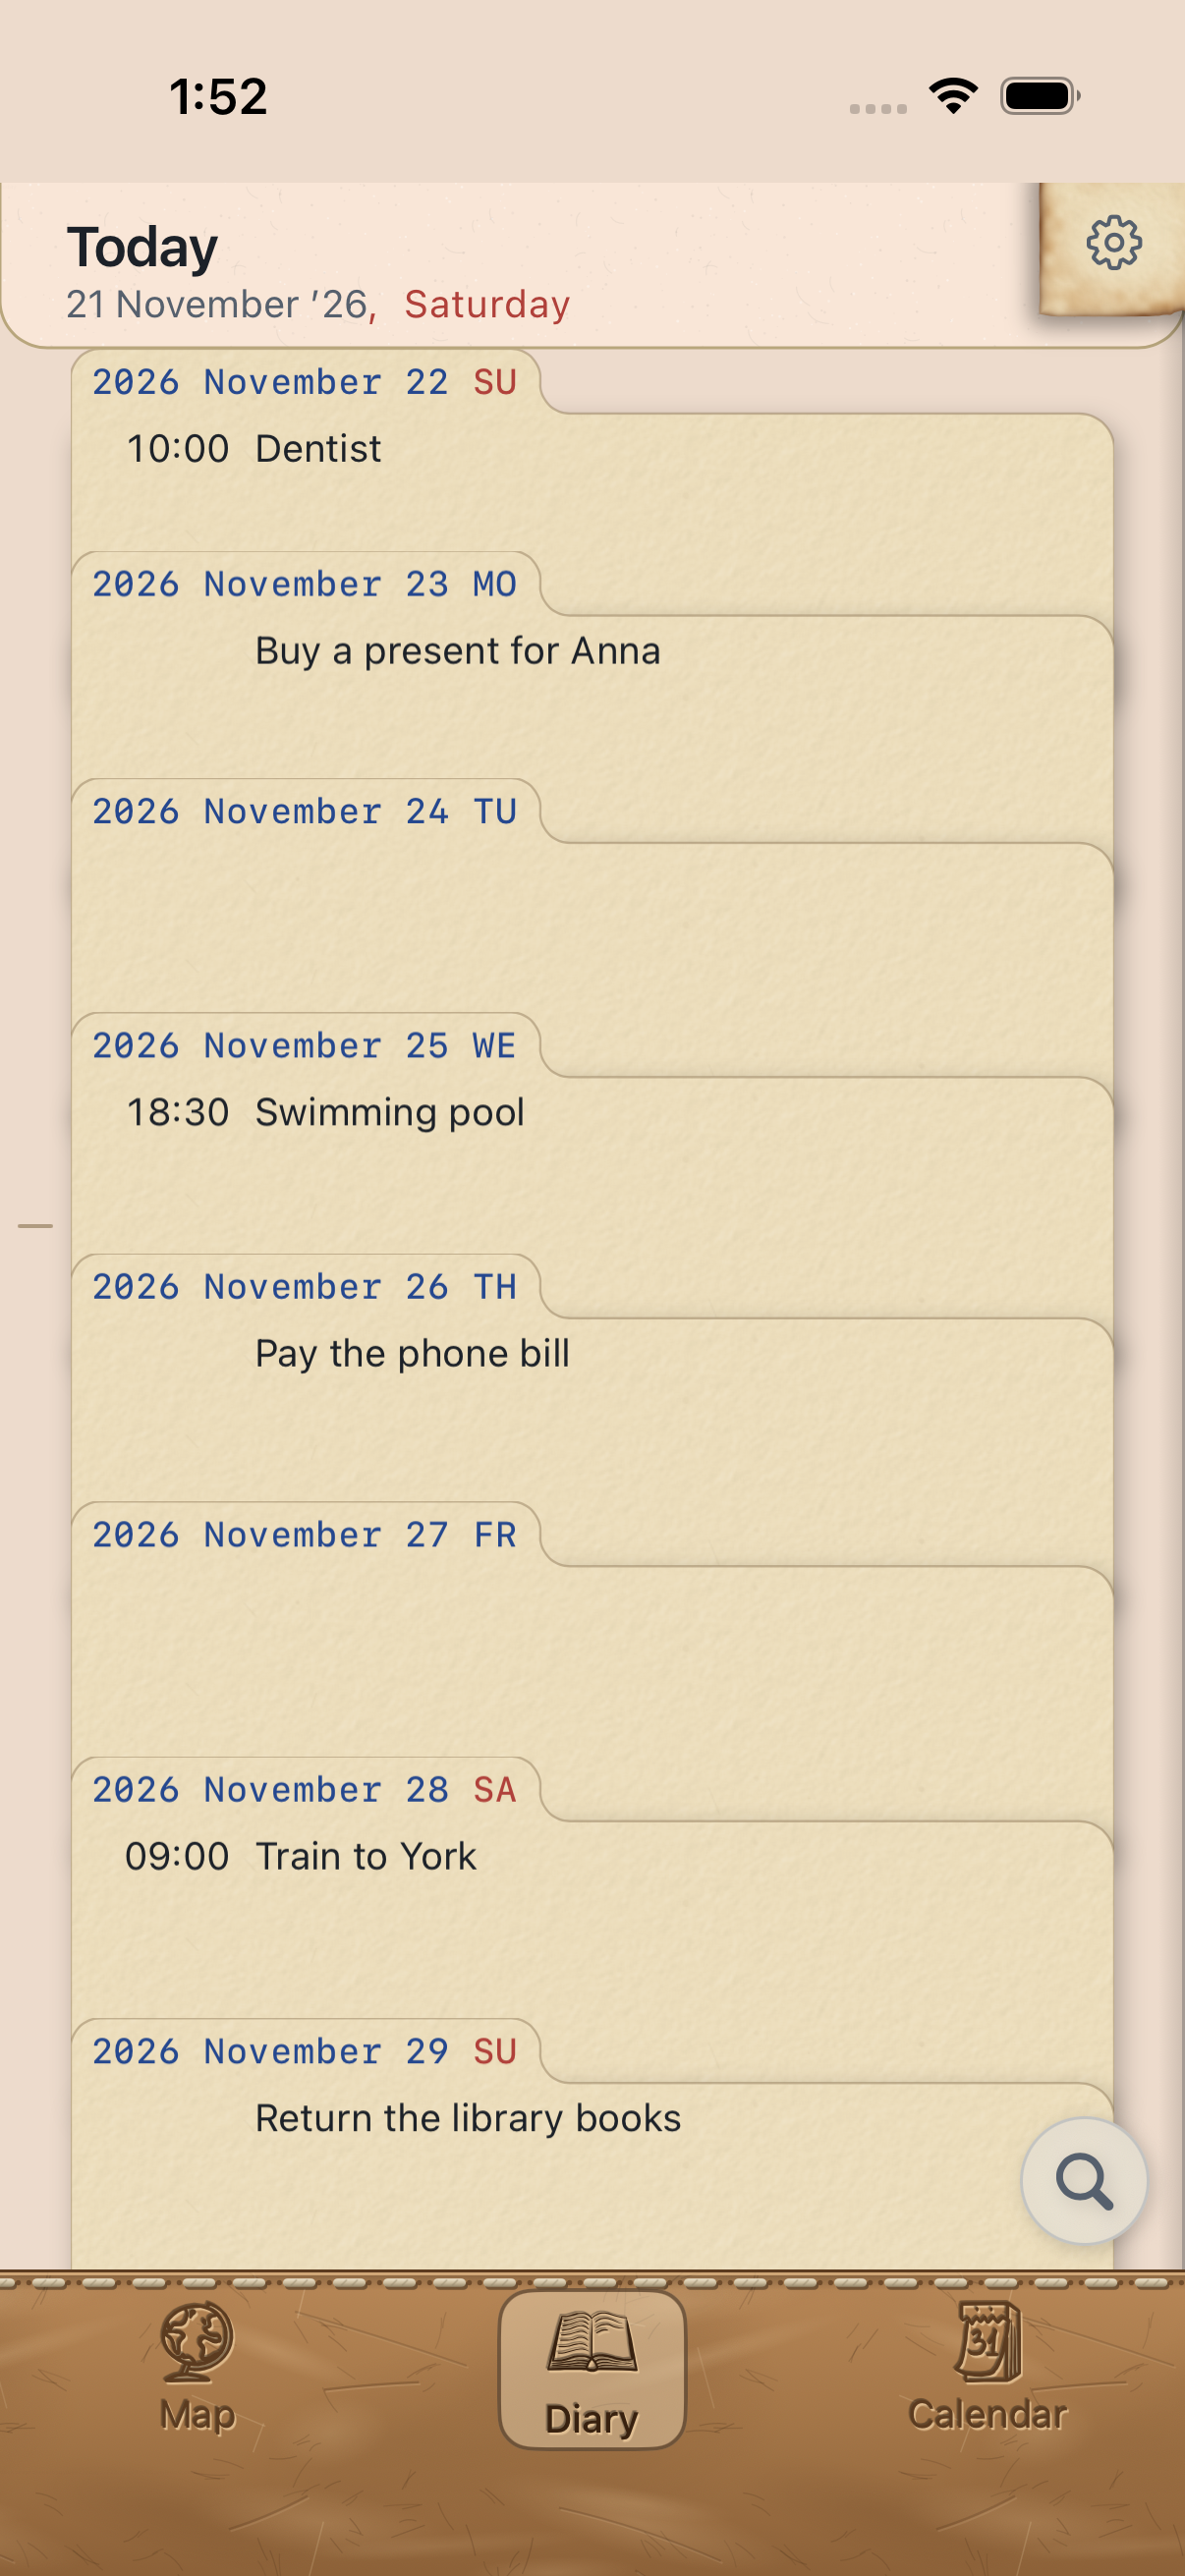 1:52
Today
21 November ’26, Saturday
2026 November 22 SU
10:00 Dentist
2026 November 23 MO
Buy a present for Anna
2026 November 24 TU
2026 November 25 WE
18:30 Swimming pool
2026 November 26 TH
Pay the phone bill
2026 November 27 FR
2026 November 28 SA
09:00 Train to York
2026 November 29 SU
Return the library books
31
Map Diary Calendar